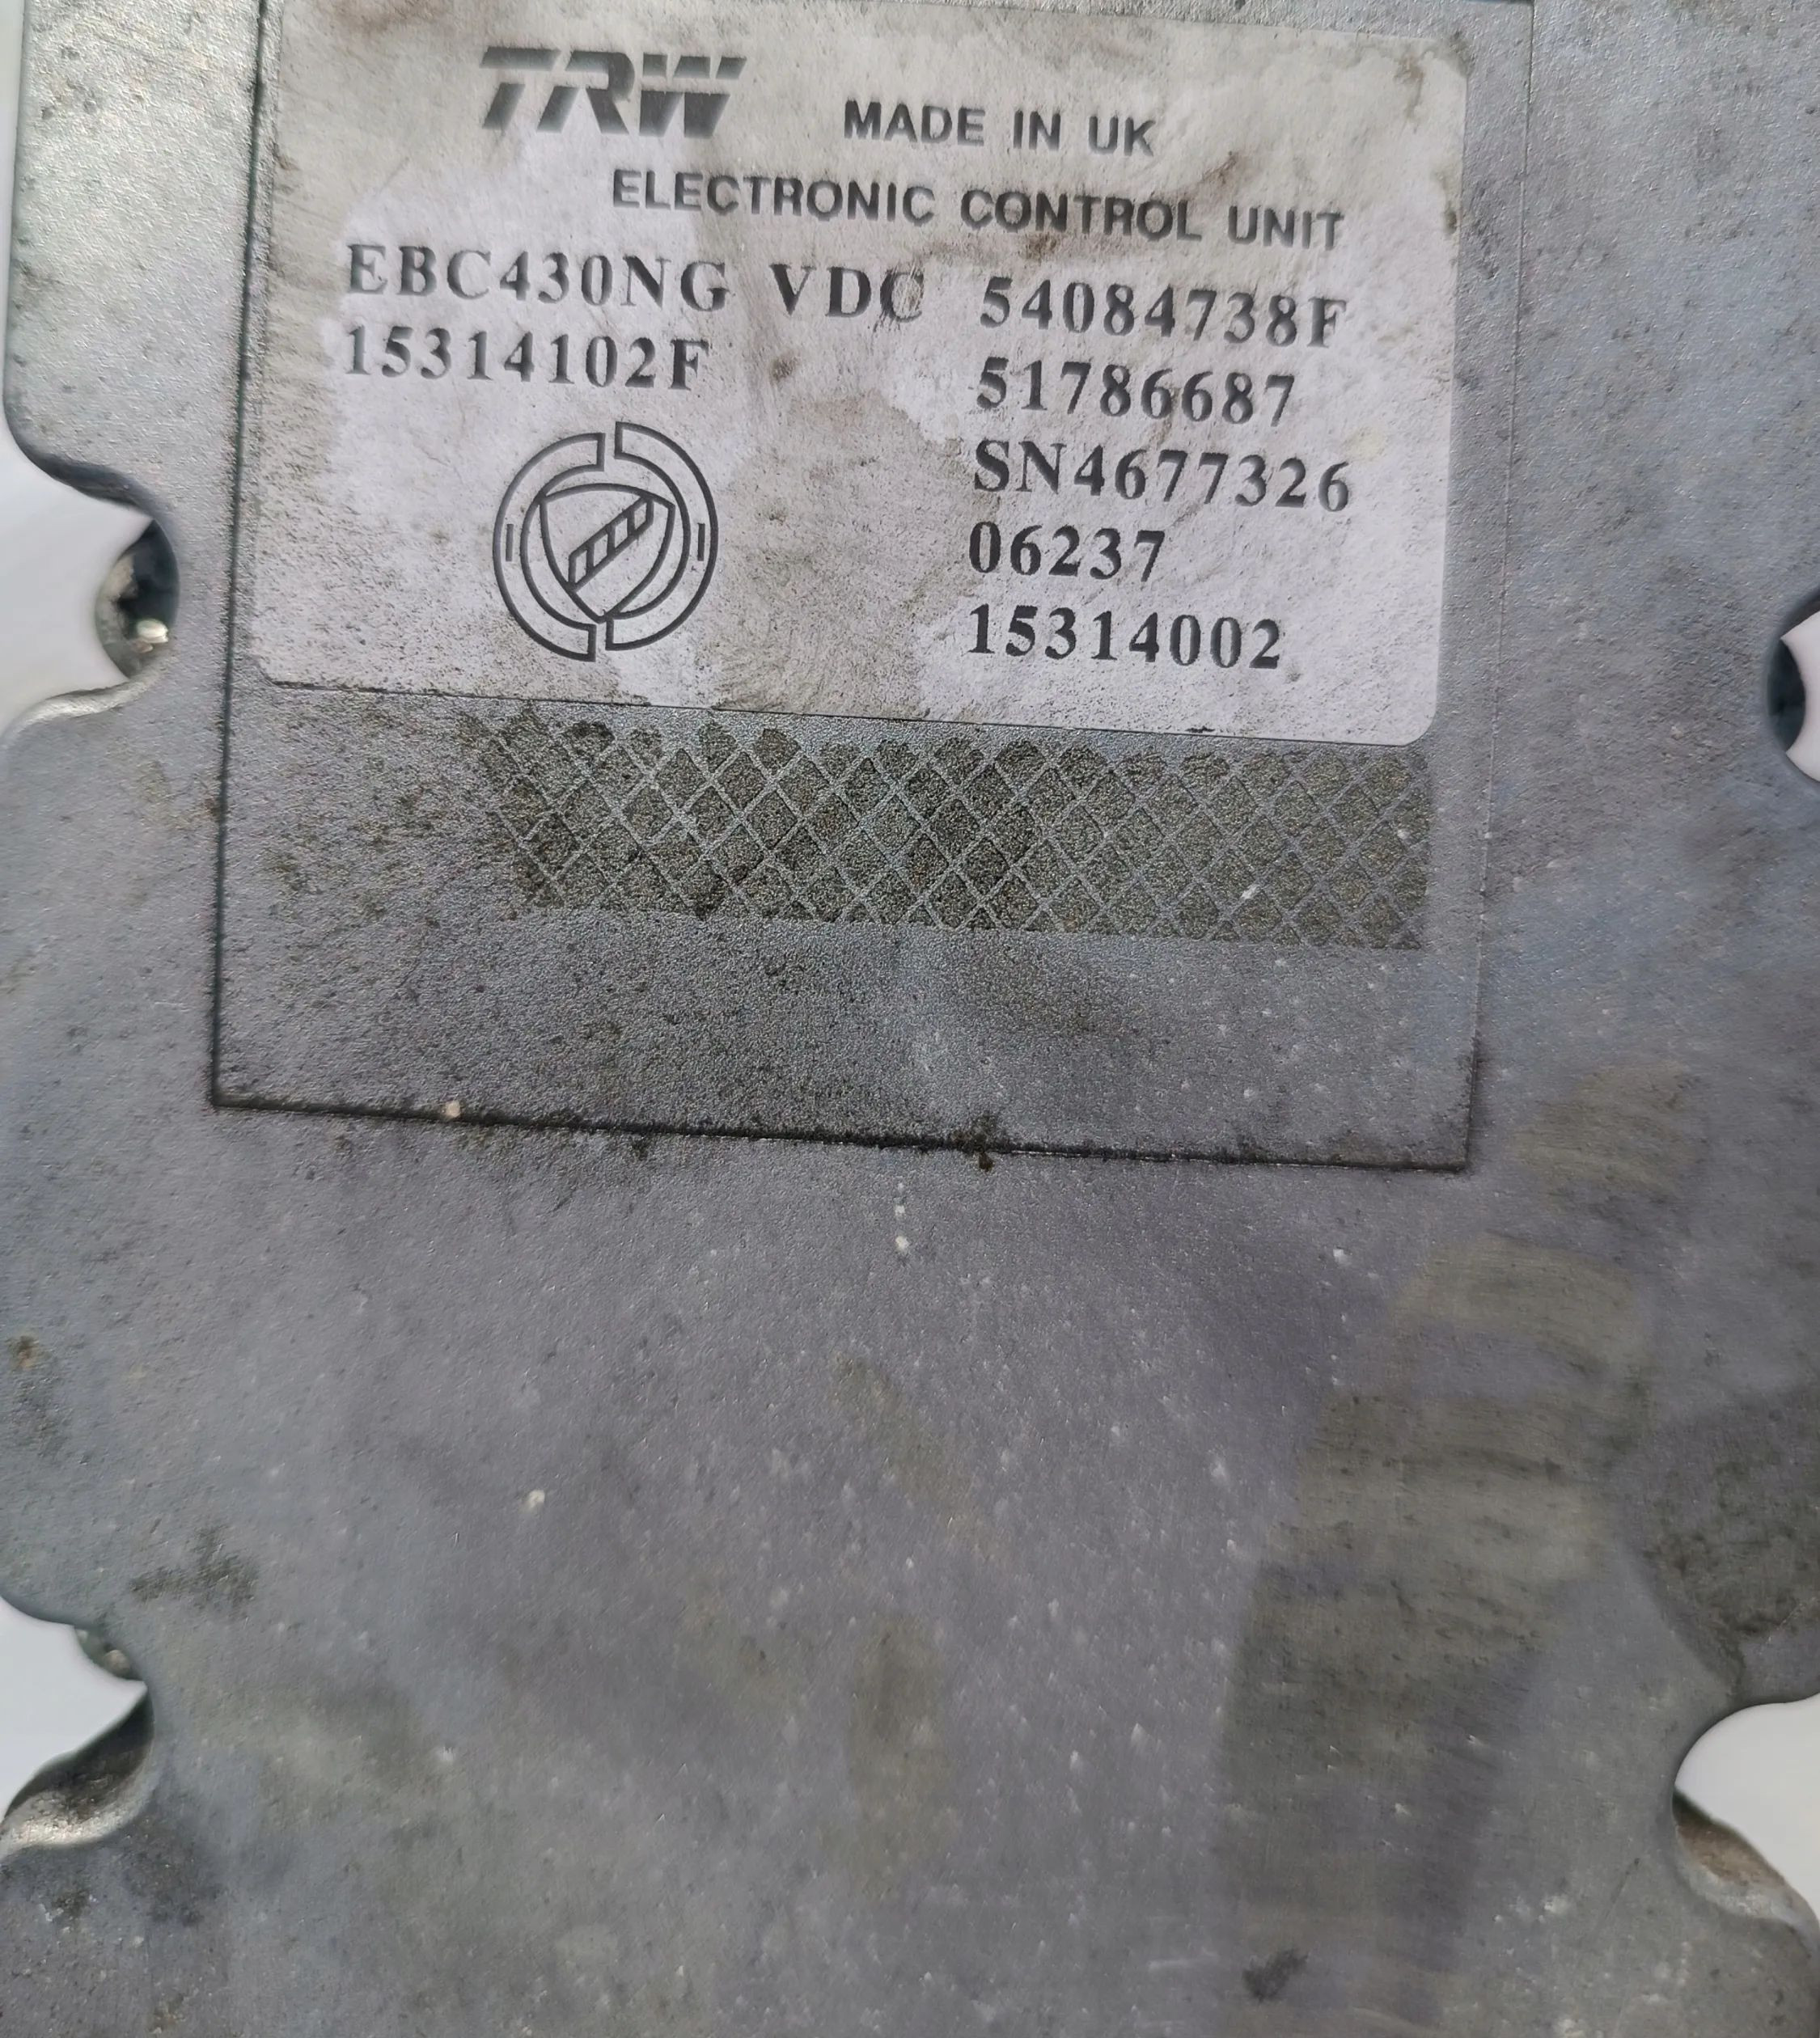 TRW MADE IN UK
ELECTRONIC CONTROL UNIT
EBC430NG VDC 54084738F
15314102F 51786687
SN4677326
06237
15314002